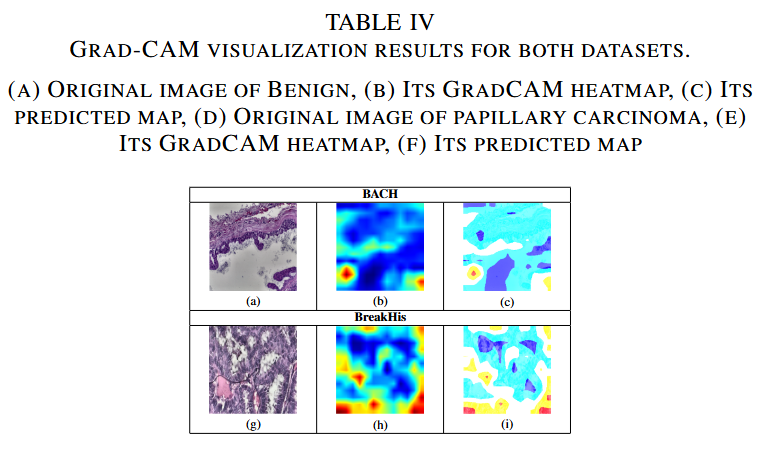 TABLE IV
GRAD-CAM VISUALIZATION RESULTS FOR BOTH DATASETS.
(A) ORIGINAL IMAGE OF BENIGN, (B) ITS GRADCAM HEATMAP, (C) ITS
PREDICTED MAP, (D) ORIGINAL IMAGE OF PAPILLARY CARCINOMA, (E)
ITS GRADCAM HEATMAP, (F) ITS PREDICTED MAP
BACH
(a) (b) (c)
BreakHis
(g) (h) (i)